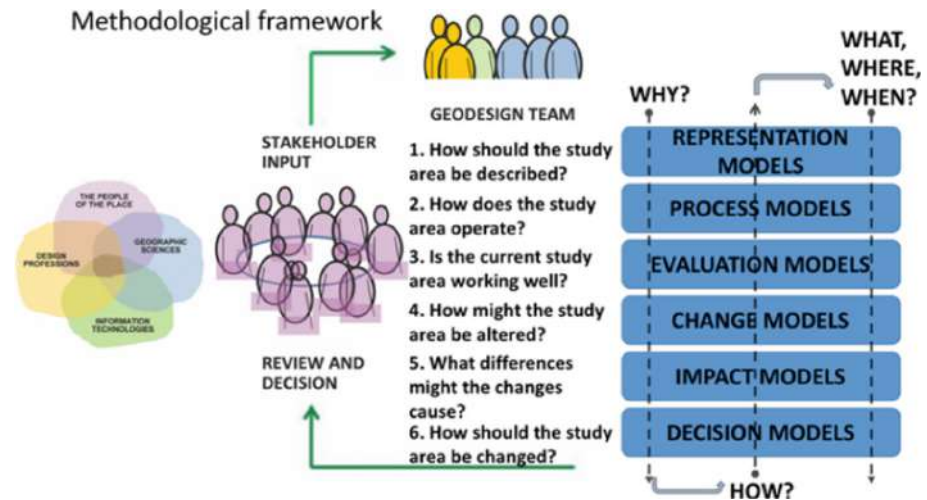 Methodological framework
THE PEOPLE
OF THE PLACE
DESIGN
PROFESSIONS
GEOGRAPHIC
SCIENCES
INFORMATION
TECHNOLOGIES
STAKEHOLDER
INPUT
REVIEW AND
DECISION
GEODESIGN TEAM
1. How should the study
area be described?
2. How does the study
area operate?
3. Is the current study
area working well?
4. How might the study
area be altered?
5. What differences
might the changes
cause?
6. How should the study
area be changed?
WHY?
WHAT,
WHERE,
WHEN?
REPRESENTATION
MODELS
PROCESS MODELS
EVALUATION MODELS
CHANGE MODELS
IMPACT MODELS
DECISION MODELS
HOW?